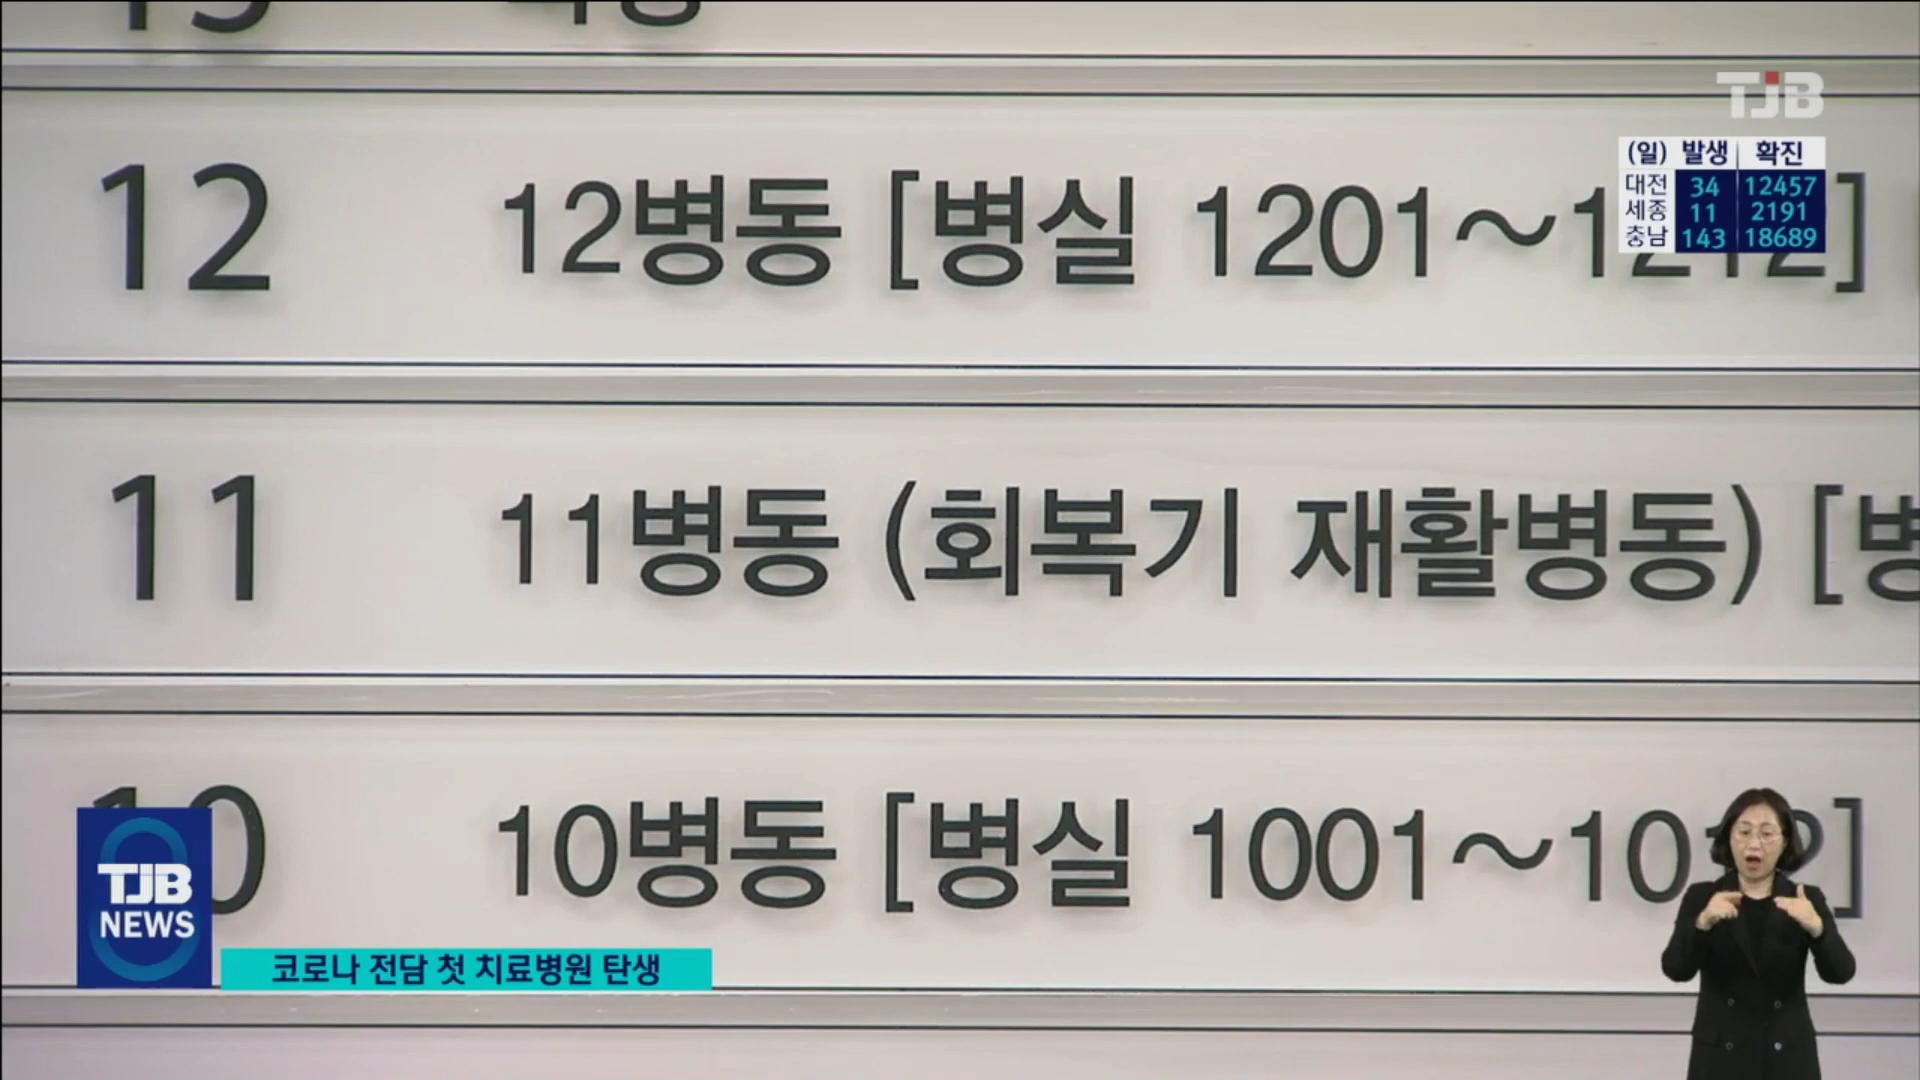 TJB
(일) 발생 확진
대전 34 12457
세종 11 2191
충남 143 18689
12 12병동 [병실 1201~1212]
11 11병동 (회복기 재활병동) [병
10 10병동 [병실 1001~1012]
TJB
NEWS
코로나 전담 첫 치료병원 탄생